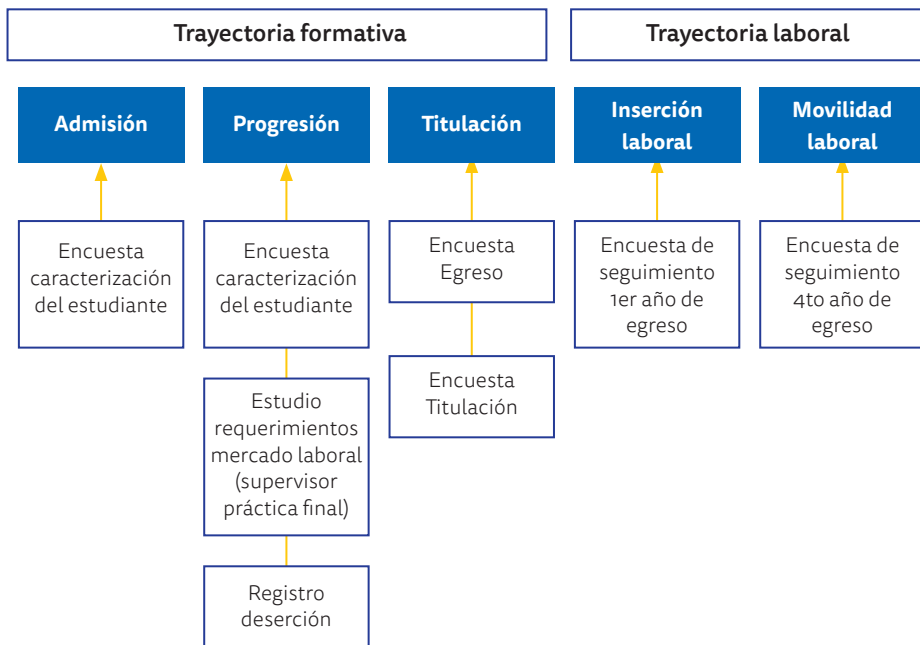 Trayectoria formativa
Trayectoria laboral
Admisión
Progresión
Titulación
Inserción
laboral
Movilidad
laboral
Encuesta
caracterización
del estudiante
Encuesta
caracterización
del estudiante
Estudio
requerimientos
mercado laboral
(supervisor
práctica final)
Registro
deserción
Encuesta
Egreso
Encuesta
Titulación
Encuesta de
seguimiento
1er año de
egreso
Encuesta de
seguimiento
4to año de
egreso